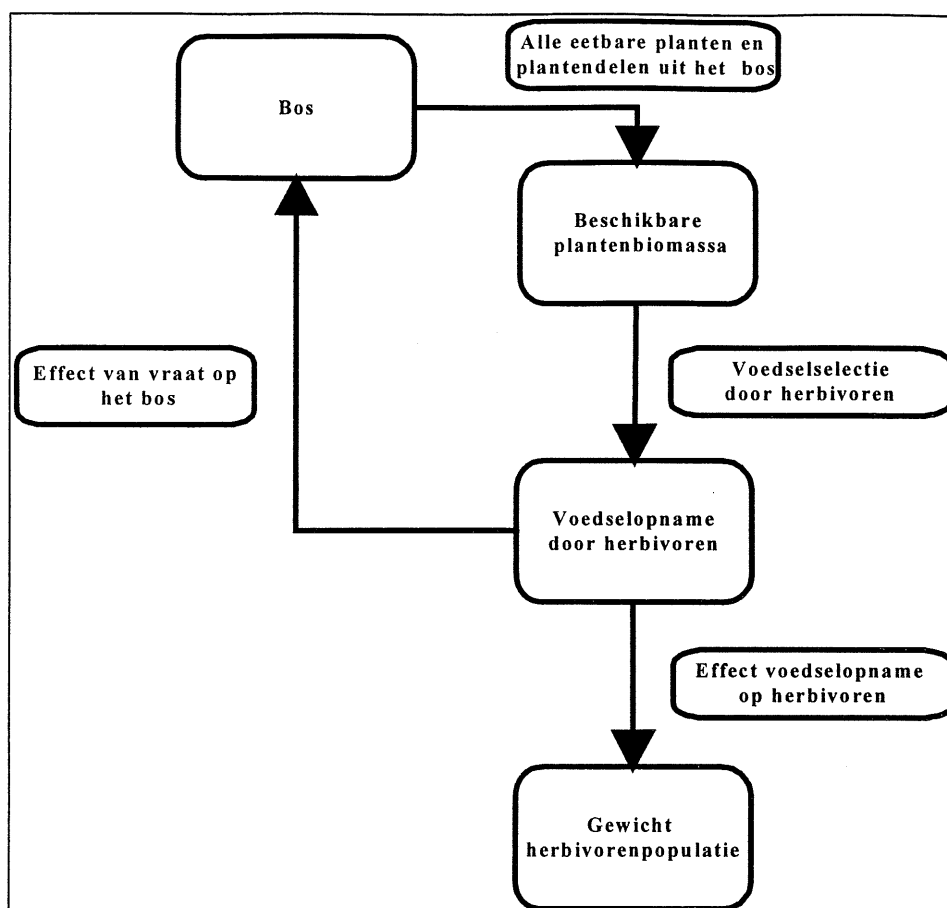 Alle eetbare planten en
plantendelen uit het bos
Bos
Beschikbare
plantenbiomassa
Effect van vraat op
het bos
Voedselselectie
door herbivoren
Voedselopname
door herbivoren
Effect voedselopname
op herbivoren
Gewicht
herbivorenpopulatie